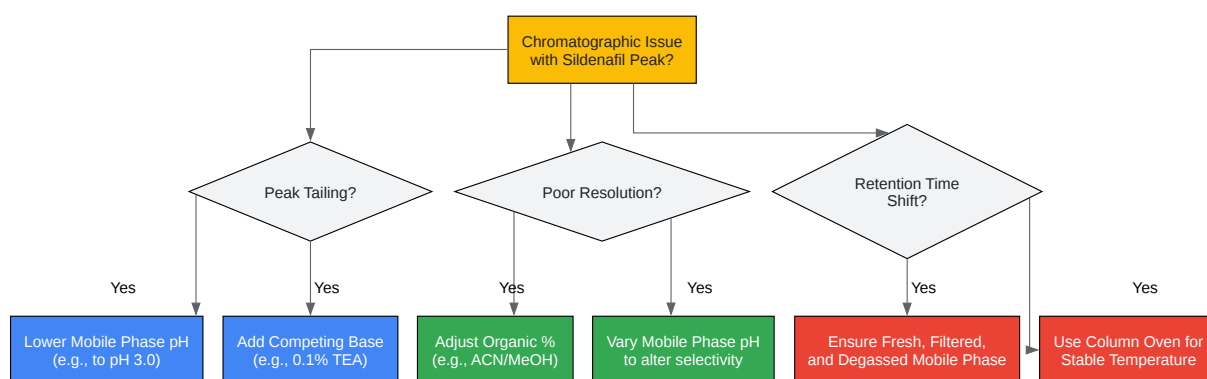 Chromatographic Issue
with Sildenafil Peak?
Peak Tailing?
Poor Resolution?
Retention Time
Shift?
Yes
Yes
Yes
Yes
Yes
Yes
Lower Mobile Phase pH
(e.g., to pH 3.0)
Add Competing Base
(e.g., 0.1% TEA)
Adjust Organic %
(e.g., ACN/MeOH)
Vary Mobile Phase pH
to alter selectivity
Ensure Fresh, Filtered,
and Degassed Mobile Phase
Use Column Oven for
Stable Temperature